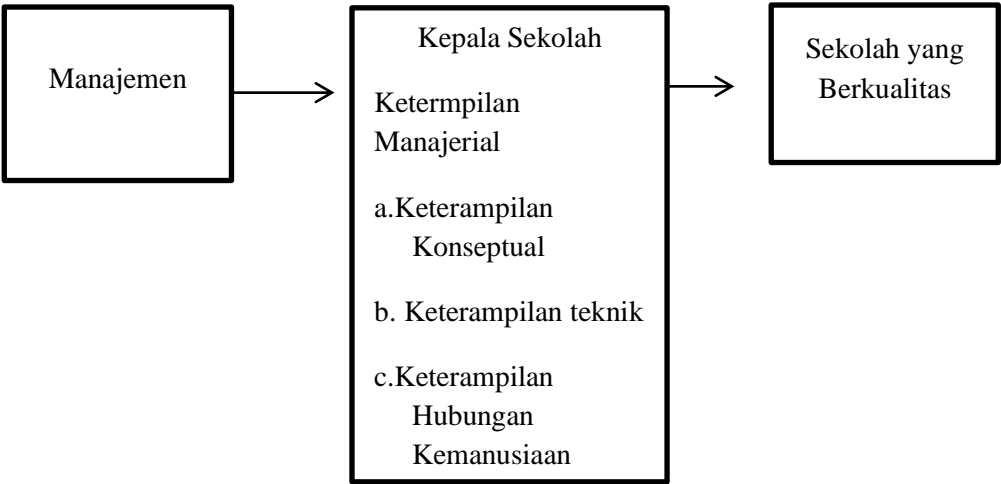 Manajemen
Kepala Sekolah
Ketermpilan
Manajerial
a.Keterampilan
Konseptual
b. Keterampilan teknik
c.Keterampilan
Hubungan
Kemanusiaan
Sekolah yang
Berkualitas